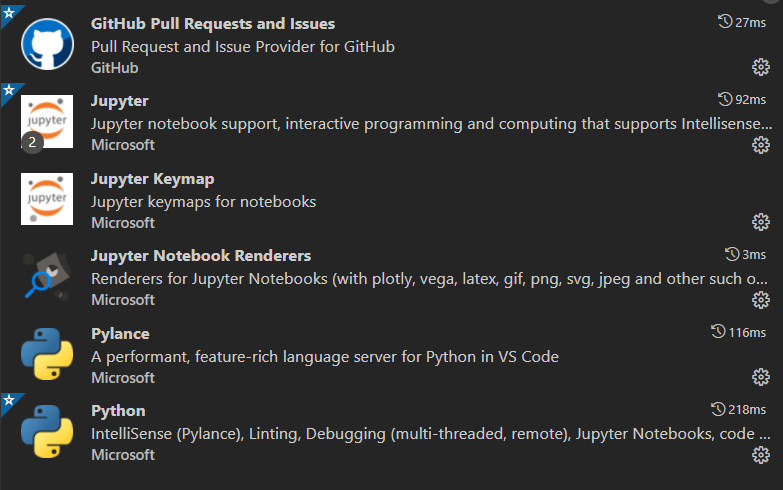 GitHub Pull Requests and Issues 27ms
Pull Request and Issue Provider for GitHub
GitHub
Jupyter 92ms
Jupyter notebook support, interactive programming and computing that supports Intellisense...
jupyter
2
Microsoft
Jupyter Keymap
Jupyter keymaps for notebooks
jupyter
Microsoft
Jupyter Notebook Renderers 3ms
Renderers for Jupyter Notebooks (with plotly, vega, latex, gif, png, svg, jpeg and other such o...
Microsoft
Pylance 116ms
A performant, feature-rich language server for Python in VS Code
Microsoft
Python 218ms
IntelliSense (Pylance), Linting, Debugging (multi-threaded, remote), Jupyter Notebooks, code ...
Microsoft